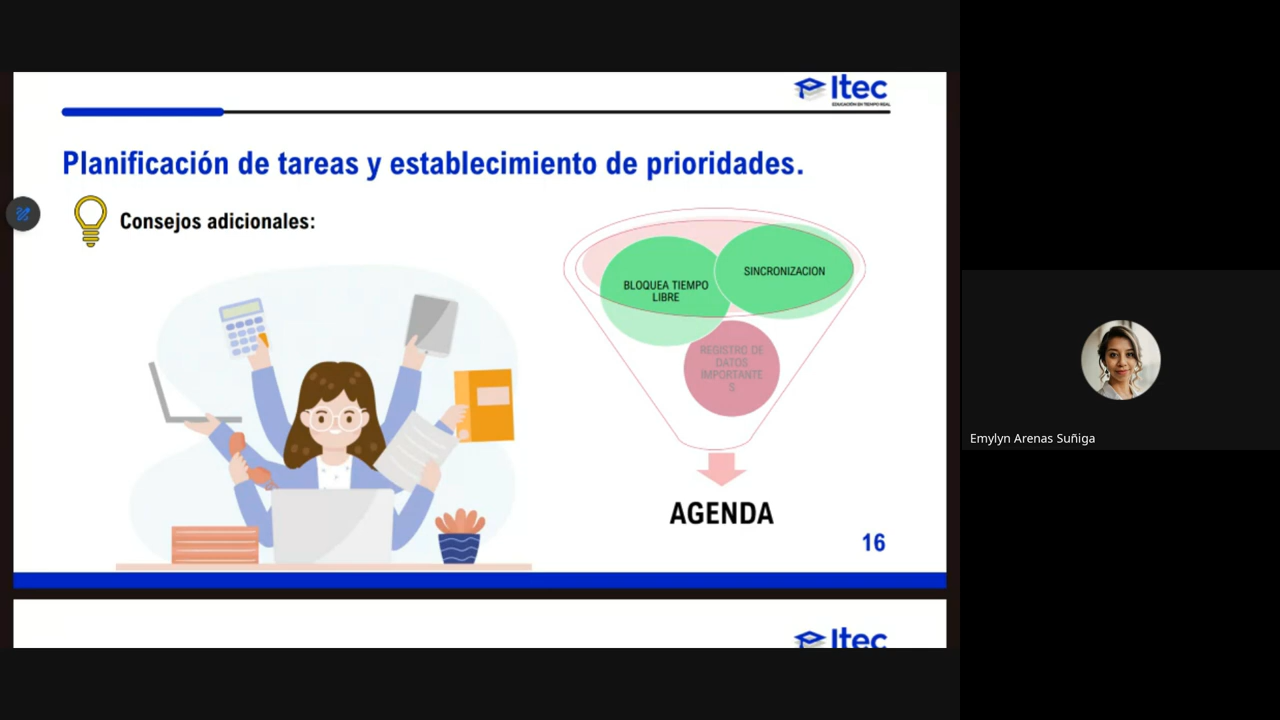 Itec
EDUCACIÓN EN TIEMPO REAL
Planificación de tareas y establecimiento de prioridades.
Consejos adicionales:
BLOQUEA TIEMPO
LIBRE
SINCRONIZACION
REGISTRO DE
DATOS
IMPORTANTE
S
AGENDA
16
Itec
Emylyn Arenas Suñiga